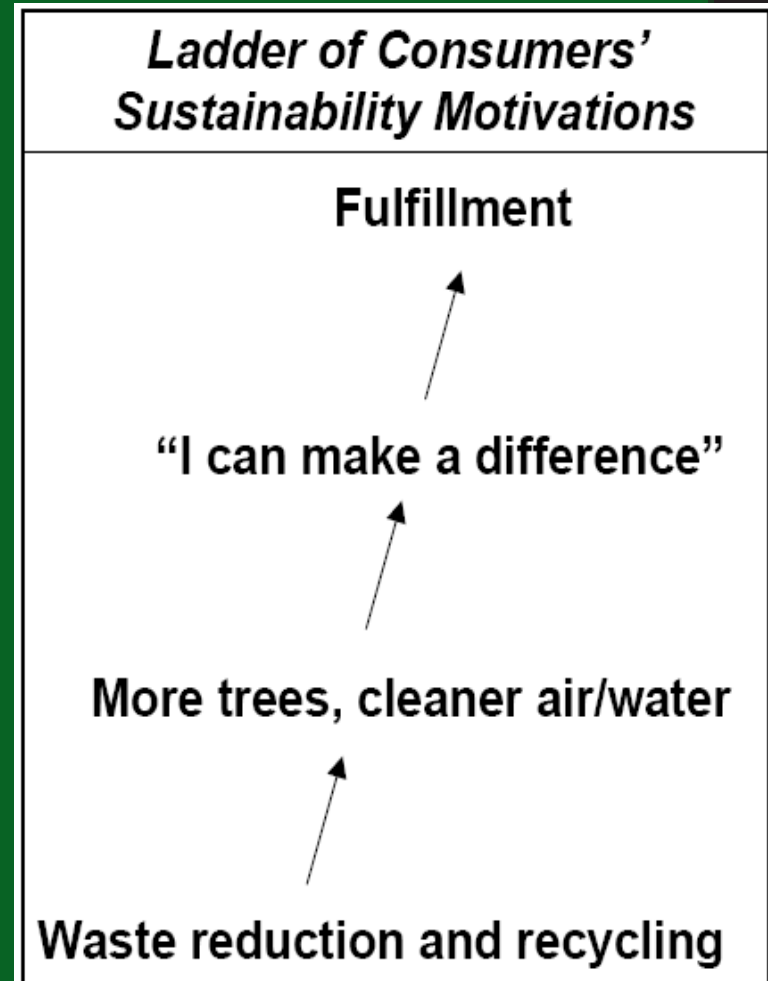 Ladder of Consumers’
Sustainability Motivations
Fulfillment
“I can make a difference”
More trees, cleaner air/water
Waste reduction and recycling